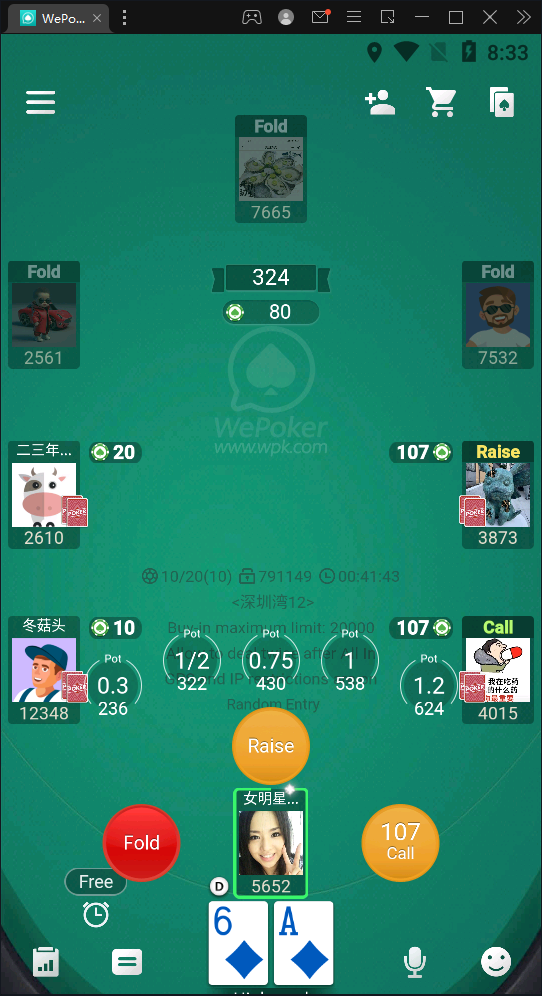 WePo...
8:33
Fold
7665
Fold
324
Fold
2561
80
7532
WePoker
www.wpk.com
二三年...
20
107
Raise
2610
3873
10/20(10) 791149 00:41:43
<深圳湾12>
冬菇头
10
Buy-in maximum limit: 20000
107
Call
Pot
1/2
322
Pot
0.75
430
Pot
1
538
Pot
0.3
236
Pot
1.2
624
我在吃药
的什么药
12348
Random Entry
4015
Raise
女明星...
Fold
107
Call
Free
D
5652
6
A